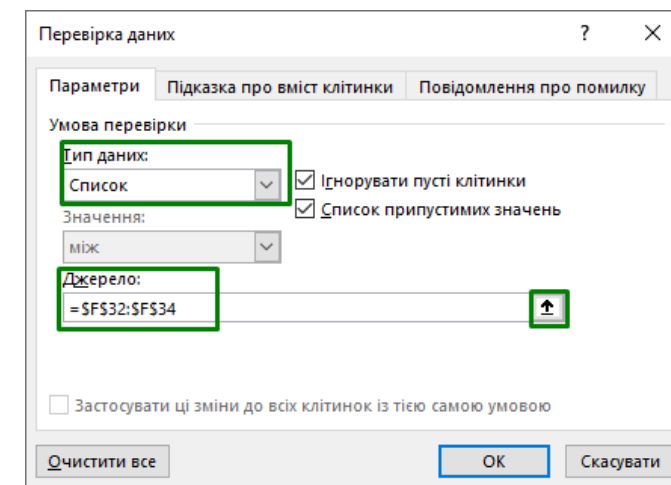 Перевірка даних ? ×
Параметри Підказка про вміст клітинки Повідомлення про помилку
Умова перевірки
Тип даних:
Список
Ігнорувати пусті клітинки
Значення:
Список припустимих значень
між
Джерело:
=$F$32:$F$34
Застосувати ці зміни до всіх клітинок із тією самою умовою
Очистити все OK Скасувати